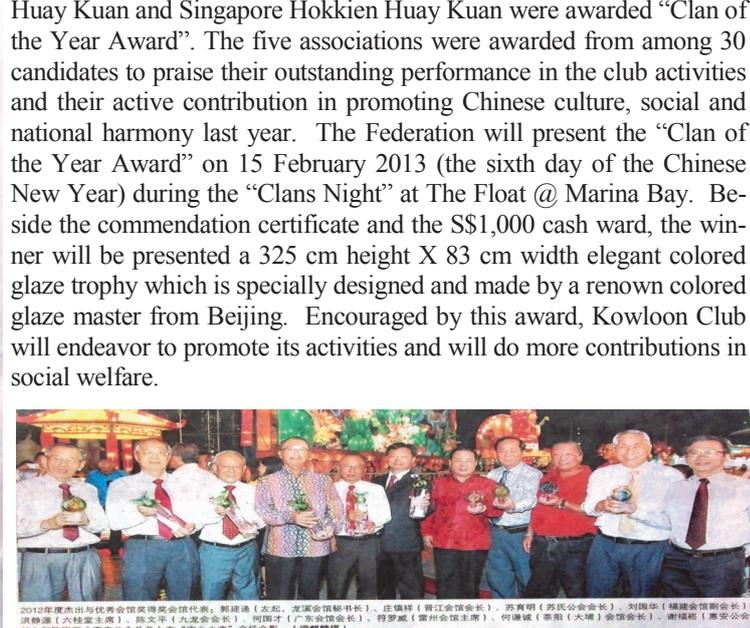 Huay Kuan and Singapore Hokkien Huay Kuan were awarded “Clan of
the Year Award”. The five associations were awarded from among 30
candidates to praise their outstanding performance in the club activities
and their active contribution in promoting Chinese culture, social and
national harmony last year. The Federation will present the “Clan of
the Year Award” on 15 February 2013 (the sixth day of the Chinese
New Year) during the “Clans Night” at The Float @ Marina Bay. Be-
side the commendation certificate and the S$1,000 cash ward, the win-
ner will be presented a 325 cm height X 83 cm width elegant colored
glaze trophy which is specially designed and made by a renown colored
glaze master from Beijing. Encouraged by this award, Kowloon Club
will endeavor to promote its activities and will do more contributions in
social welfare.
2012年度杰出与优秀会馆奖得奖会馆代表：郭建通（左起，龙溪会馆秘书长）、庄镇祥（晋江会馆会长）、苏育明（苏氏公会会长）、刘国华（福建会馆副会长）
洪静源（六桂堂主席）、陈文平（九龙会会长）、何国才（广东会馆会长）、符罗威（雷州会馆主席）、何谦诚（茶阳（大埔）会馆会长）、谢福崧（惠安公会